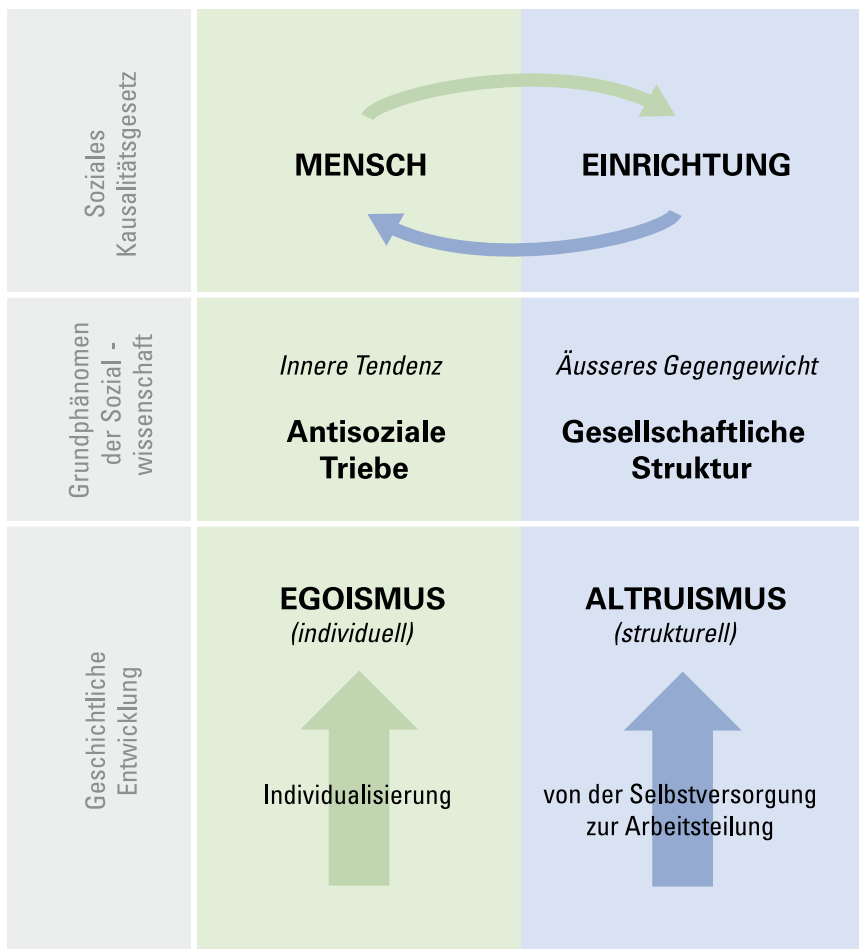 Soziales
Kausalitätsgesetz
MENSCH
EINRICHTUNG
Grundphänomen
der Sozial -
wissenschaft
Innere Tendenz
Antisoziale
Triebe
Äusseres Gegengewicht
Gesellschaftliche
Struktur
Geschichtliche
Entwicklung
EGOISMUS
(individuell)
Individualisierung
ALTRUISMUS
(strukturell)
von der Selbstversorgung
zur Arbeitsteilung